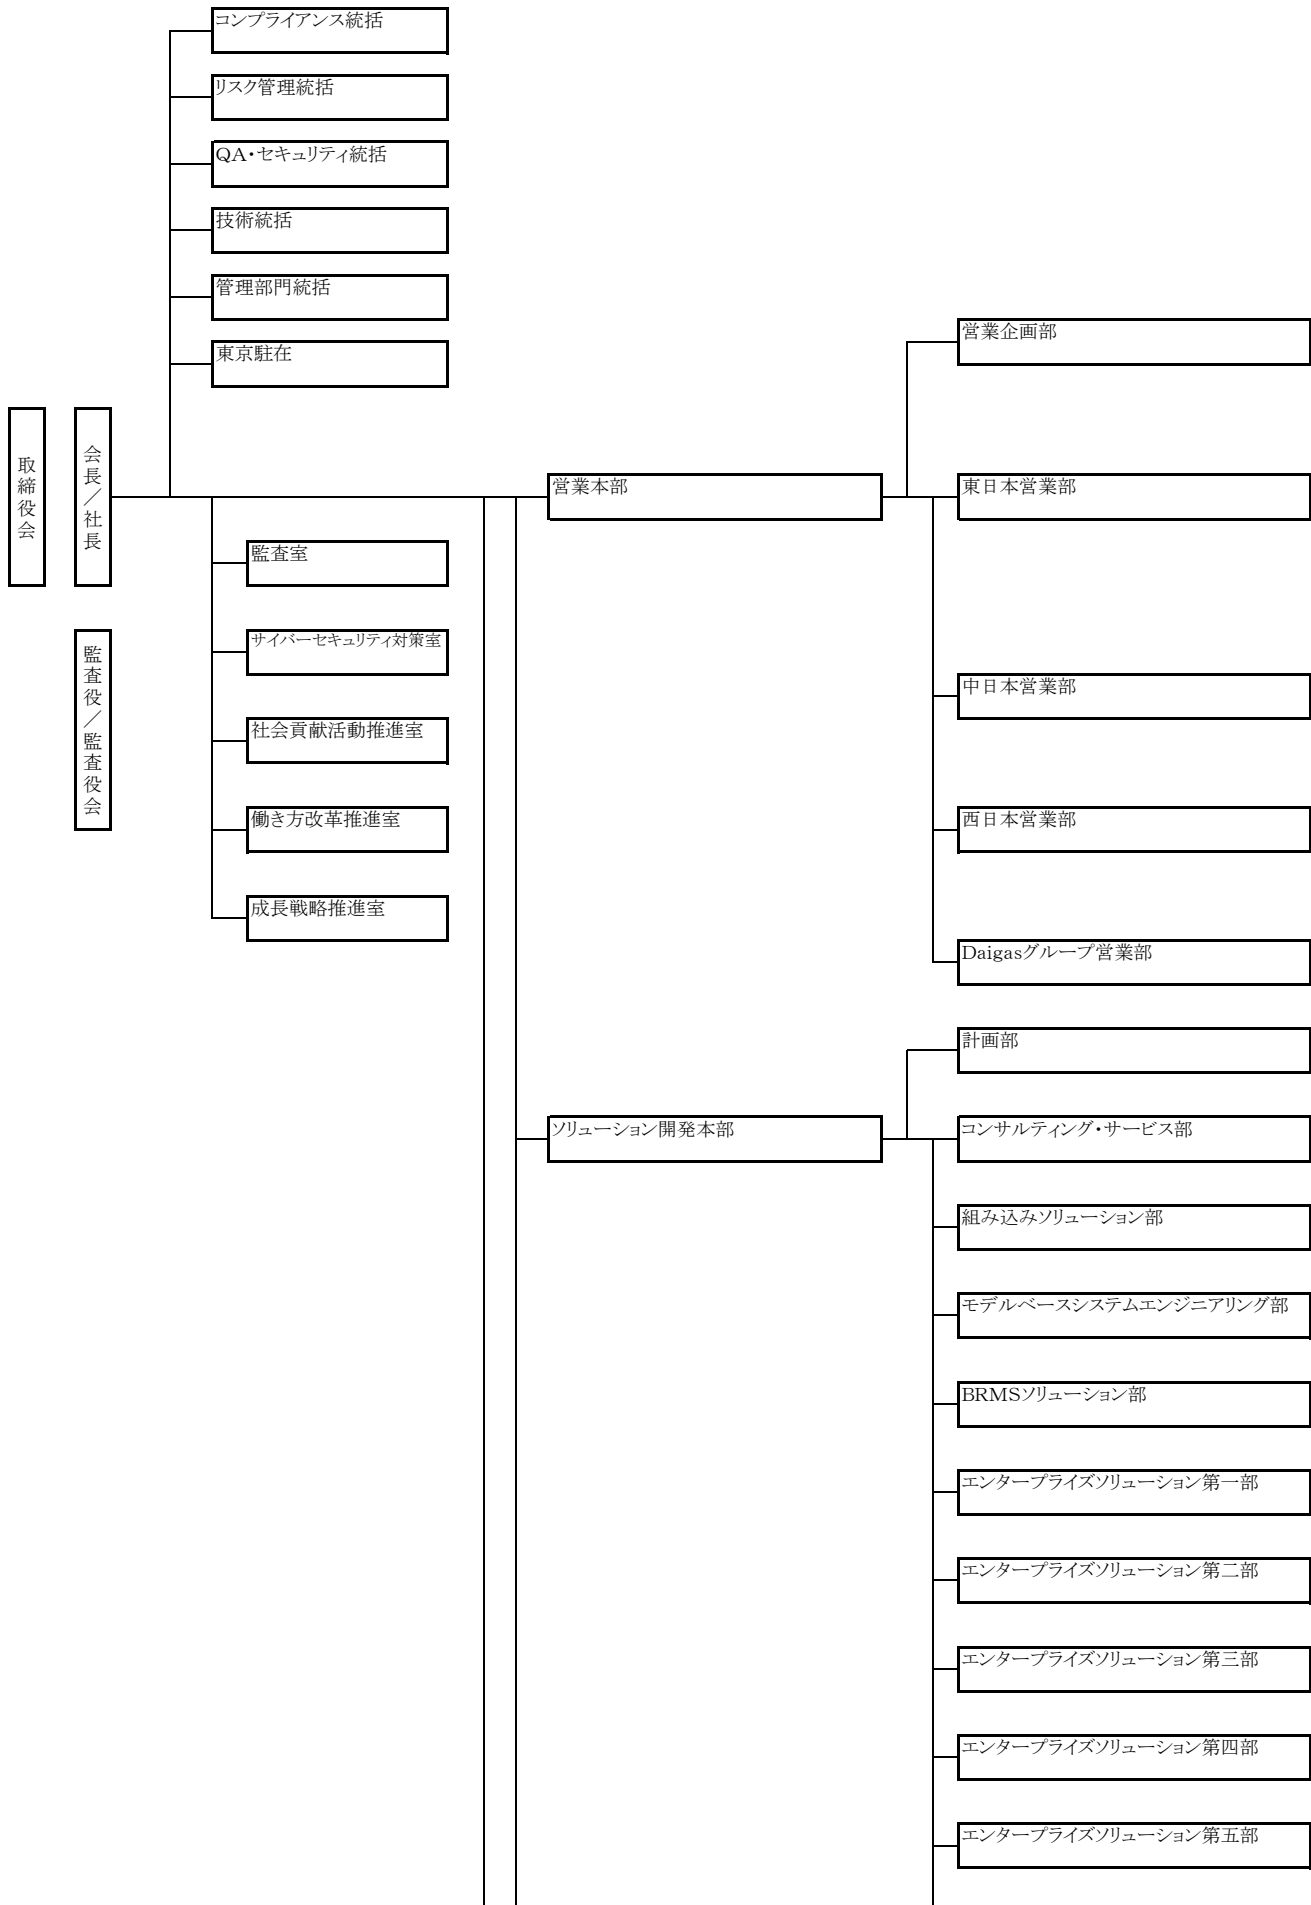 コンプライアンス統括
リスク管理統括
QA・セキュリティ統括
技術統括
管理部門統括
東京駐在
取締役会
会長／社長
監査役／監査役会
監査室
サイバーセキュリティ対策室
社会貢献活動推進室
働き方改革推進室
成長戦略推進室
営業本部
営業企画部
東日本営業部
中日本営業部
西日本営業部
Daigasグループ営業部
ソリューション開発本部
計画部
コンサルティング・サービス部
組み込みソリューション部
モデルベースシステムエンジニアリング部
BRMSソリューション部
エンタープライズソリューション第一部
エンタープライズソリューション第二部
エンタープライズソリューション第三部
エンタープライズソリューション第四部
エンタープライズソリューション第五部